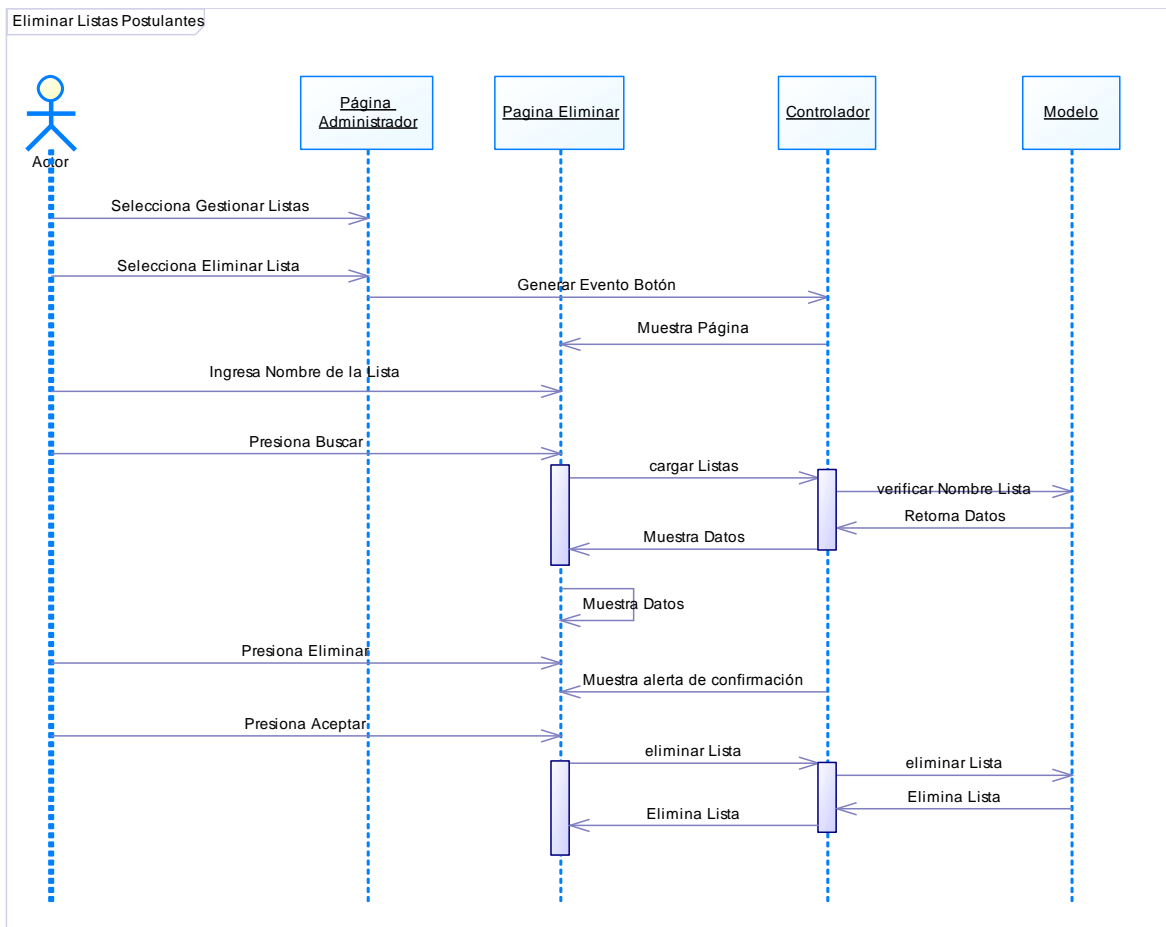 Eliminar Listas Postulantes
Actor
Página
Administrador
Pagina Eliminar
Controlador
Modelo
Selecciona Gestionar Listas
Selecciona Eliminar Lista
Generar Evento Botón
Muestra Página
Ingresa Nombre de la Lista
Presiona Buscar
cargar Listas
verificar Nombre Lista
Retorna Datos
Muestra Datos
Muestra Datos
Presiona Eliminar
Muestra alerta de confirmación
Presiona Aceptar
eliminar Lista
eliminar Lista
Elimina Lista
Elimina Lista